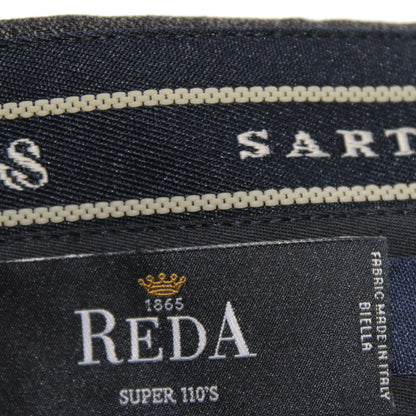 S SART
1865
REDA
SUPER 110'S
FABRIC MADE IN ITALY
BIELLA